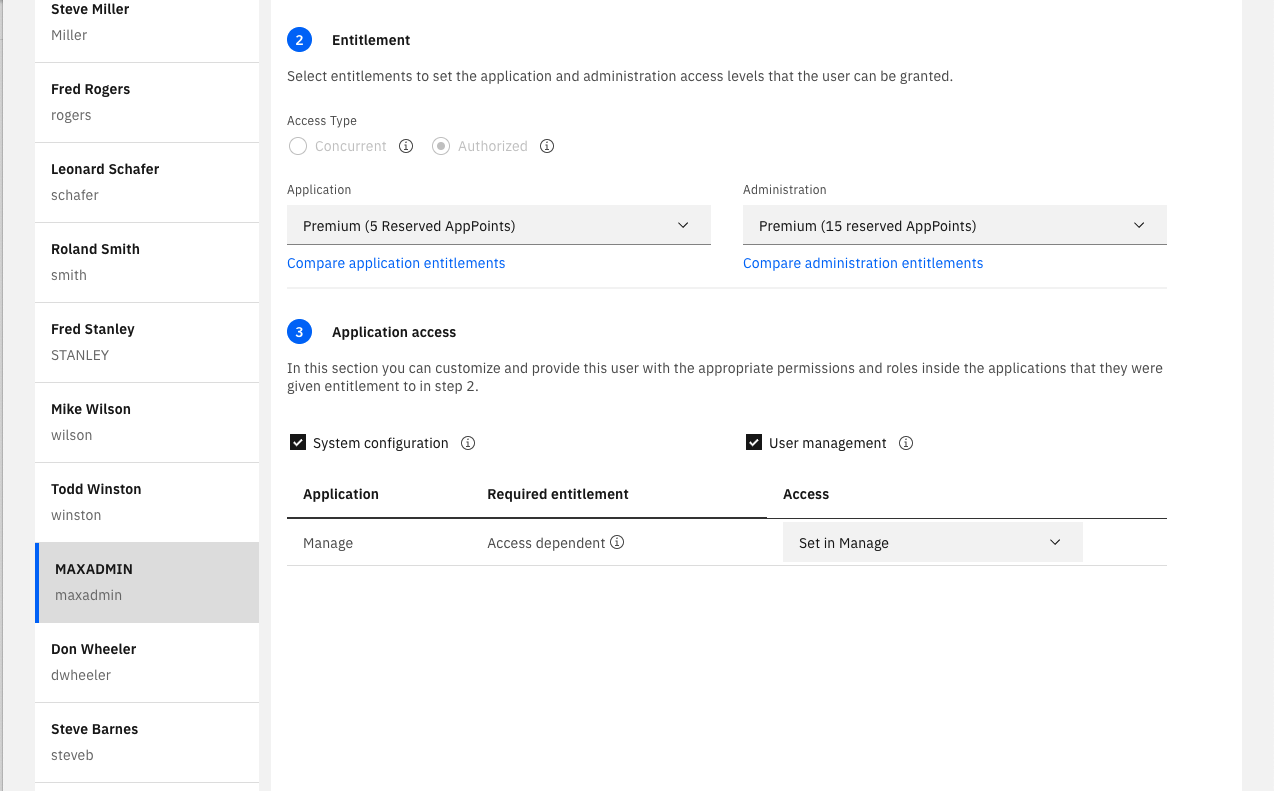 Steve Miller
Miller
Fred Rogers
rogers
Leonard Schafer
schafer
Roland Smith
smith
Fred Stanley
STANLEY
Mike Wilson
wilson
Todd Winston
winston
MAXADMIN
maxadmin
Don Wheeler
dwheeler
Steve Barnes
steveb
2 Entitlement
Select entitlements to set the application and administration access levels that the user can be granted.
Access Type
Concurrent Authorized
Application Administration
Premium (5 Reserved AppPoints) Premium (15 reserved AppPoints)
Compare application entitlements Compare administration entitlements
3 Application access
In this section you can customize and provide this user with the appropriate permissions and roles inside the applications that they were
given entitlement to in step 2.
System configuration User management
Application Required entitlement Access
Manage Access dependent Set in Manage